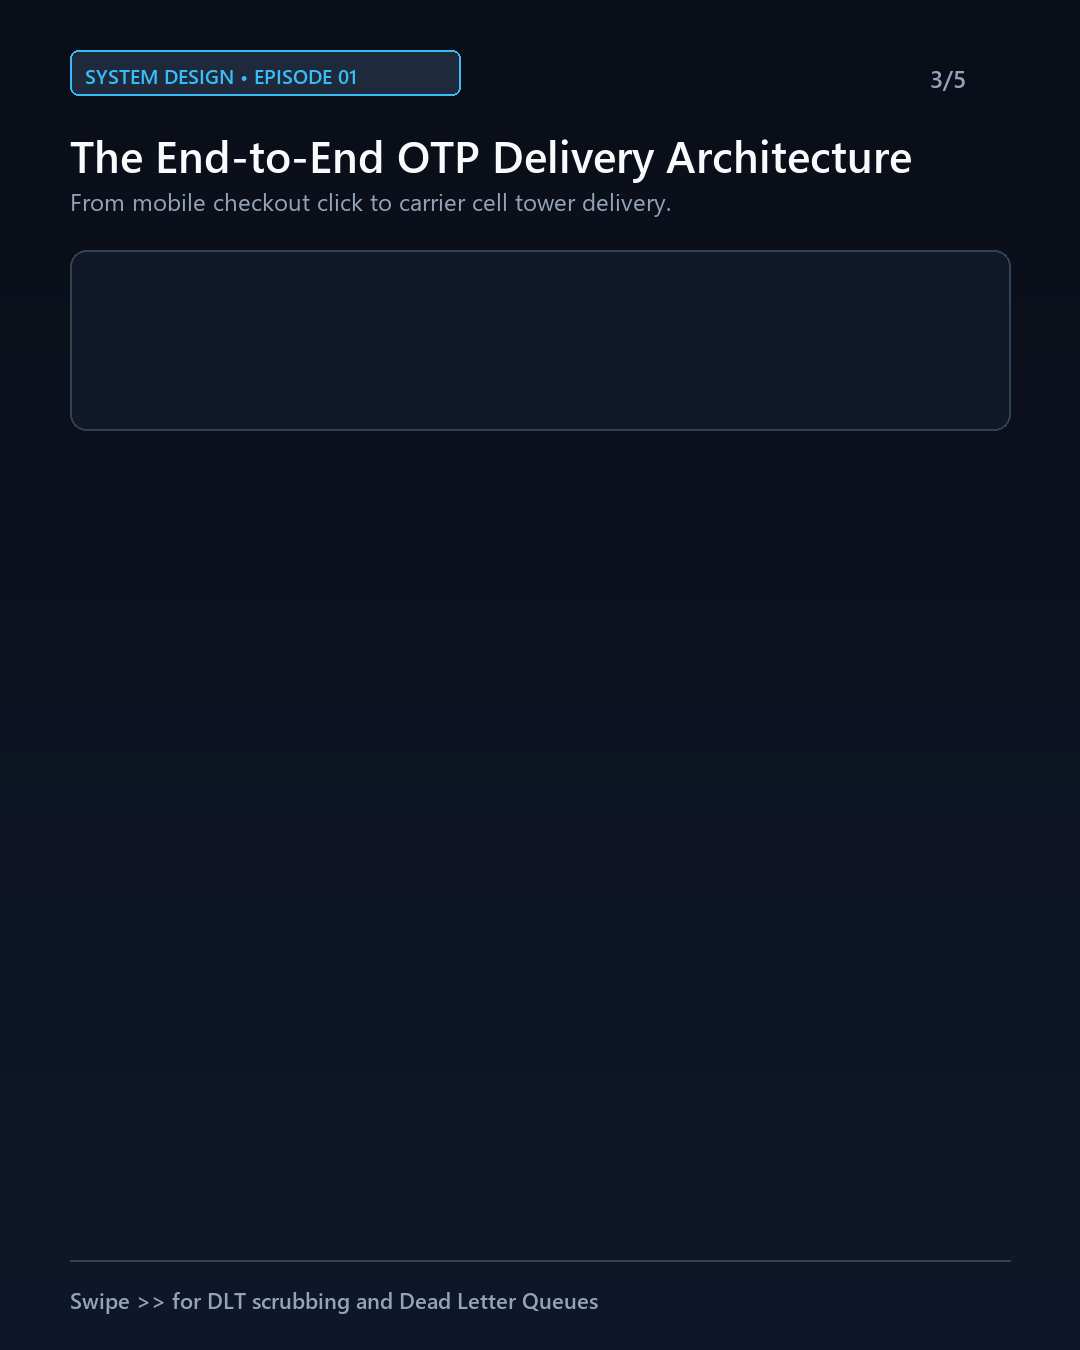 SYSTEM DESIGN • EPISODE 01
3/5
The End-to-End OTP Delivery Architecture
From mobile checkout click to carrier cell tower delivery.
Swipe >> for DLT scrubbing and Dead Letter Queues